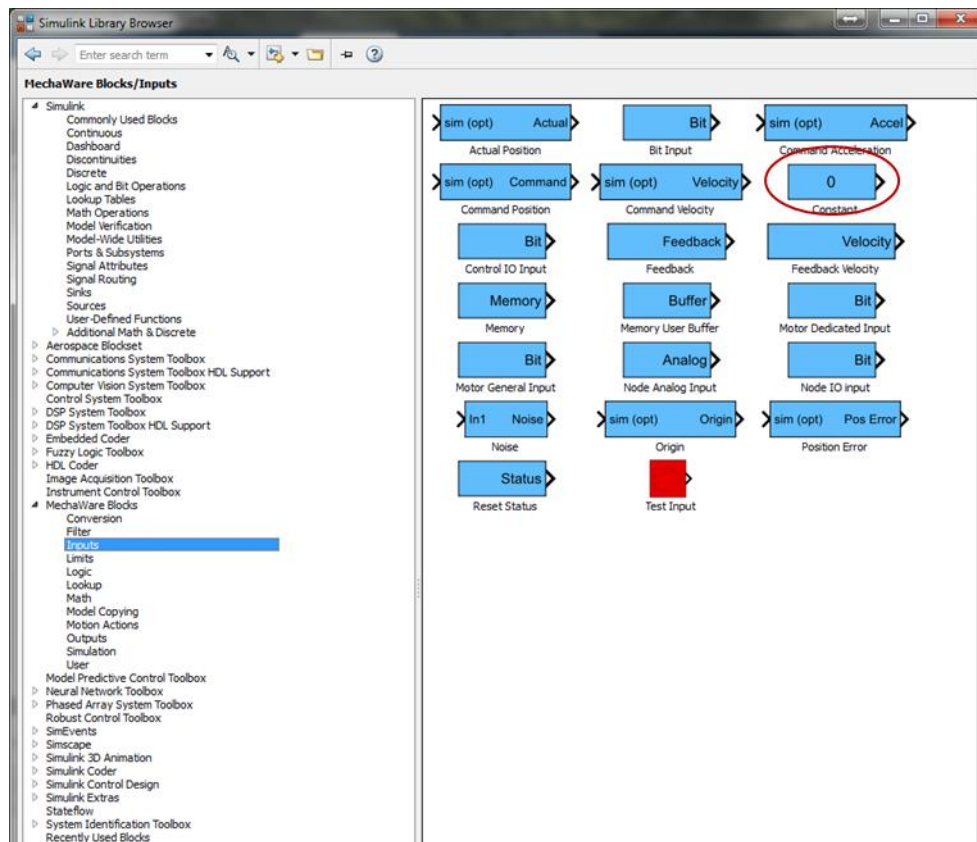 Simulink Library Browser
Enter search term
MechaWare Blocks/Inputs
Simulink
Commonly Used Blocks
Continuous
Dashboard
Discontinuities
Discrete
Logic and Bit Operations
Lookup Tables
Math Operations
Model Verification
Model-Wide Utilities
Ports & Subsystems
Signal Attributes
Signal Routing
Sinks
Sources
User-Defined Functions
Additional Math & Discrete
Aerospace Blockset
Communications System Toolbox
Communications System Toolbox HDL Support
Computer Vision System Toolbox
Control System Toolbox
DSP System Toolbox
DSP System Toolbox HDL Support
Embedded Coder
Fuzzy Logic Toolbox
HDL Coder
Image Acquisition Toolbox
Instrument Control Toolbox
MechaWare Blocks
Conversion
Filter
Inputs
Limits
Logic
Lookup
Math
Model Copying
Motion Actions
Outputs
Simulation
User
Model Predictive Control Toolbox
Neural Network Toolbox
Phased Array System Toolbox
Robust Control Toolbox
SimEvents
Simscape
Simulink 3D Animation
Simulink Coder
Simulink Control Design
Simulink Extras
Stateflow
System Identification Toolbox
Recently Used Blocks
sim (opt) Actual Bit sim (opt) Accel
Actual Position Bit Input Command Acceleration
sim (opt) Command sim (opt) Velocity 0
Command Position Command Velocity Constant
Bit Feedback Velocity
Control IO Input Feedback Feedback Velocity
Memory Buffer Bit
Memory Memory User Buffer Motor Dedicated Input
Bit Analog Bit
Motor General Input Node Analog Input Node IO input
In1 Noise sim (opt) Origin sim (opt) Pos Error
Noise Origin Position Error
Status
Reset Status Test Input